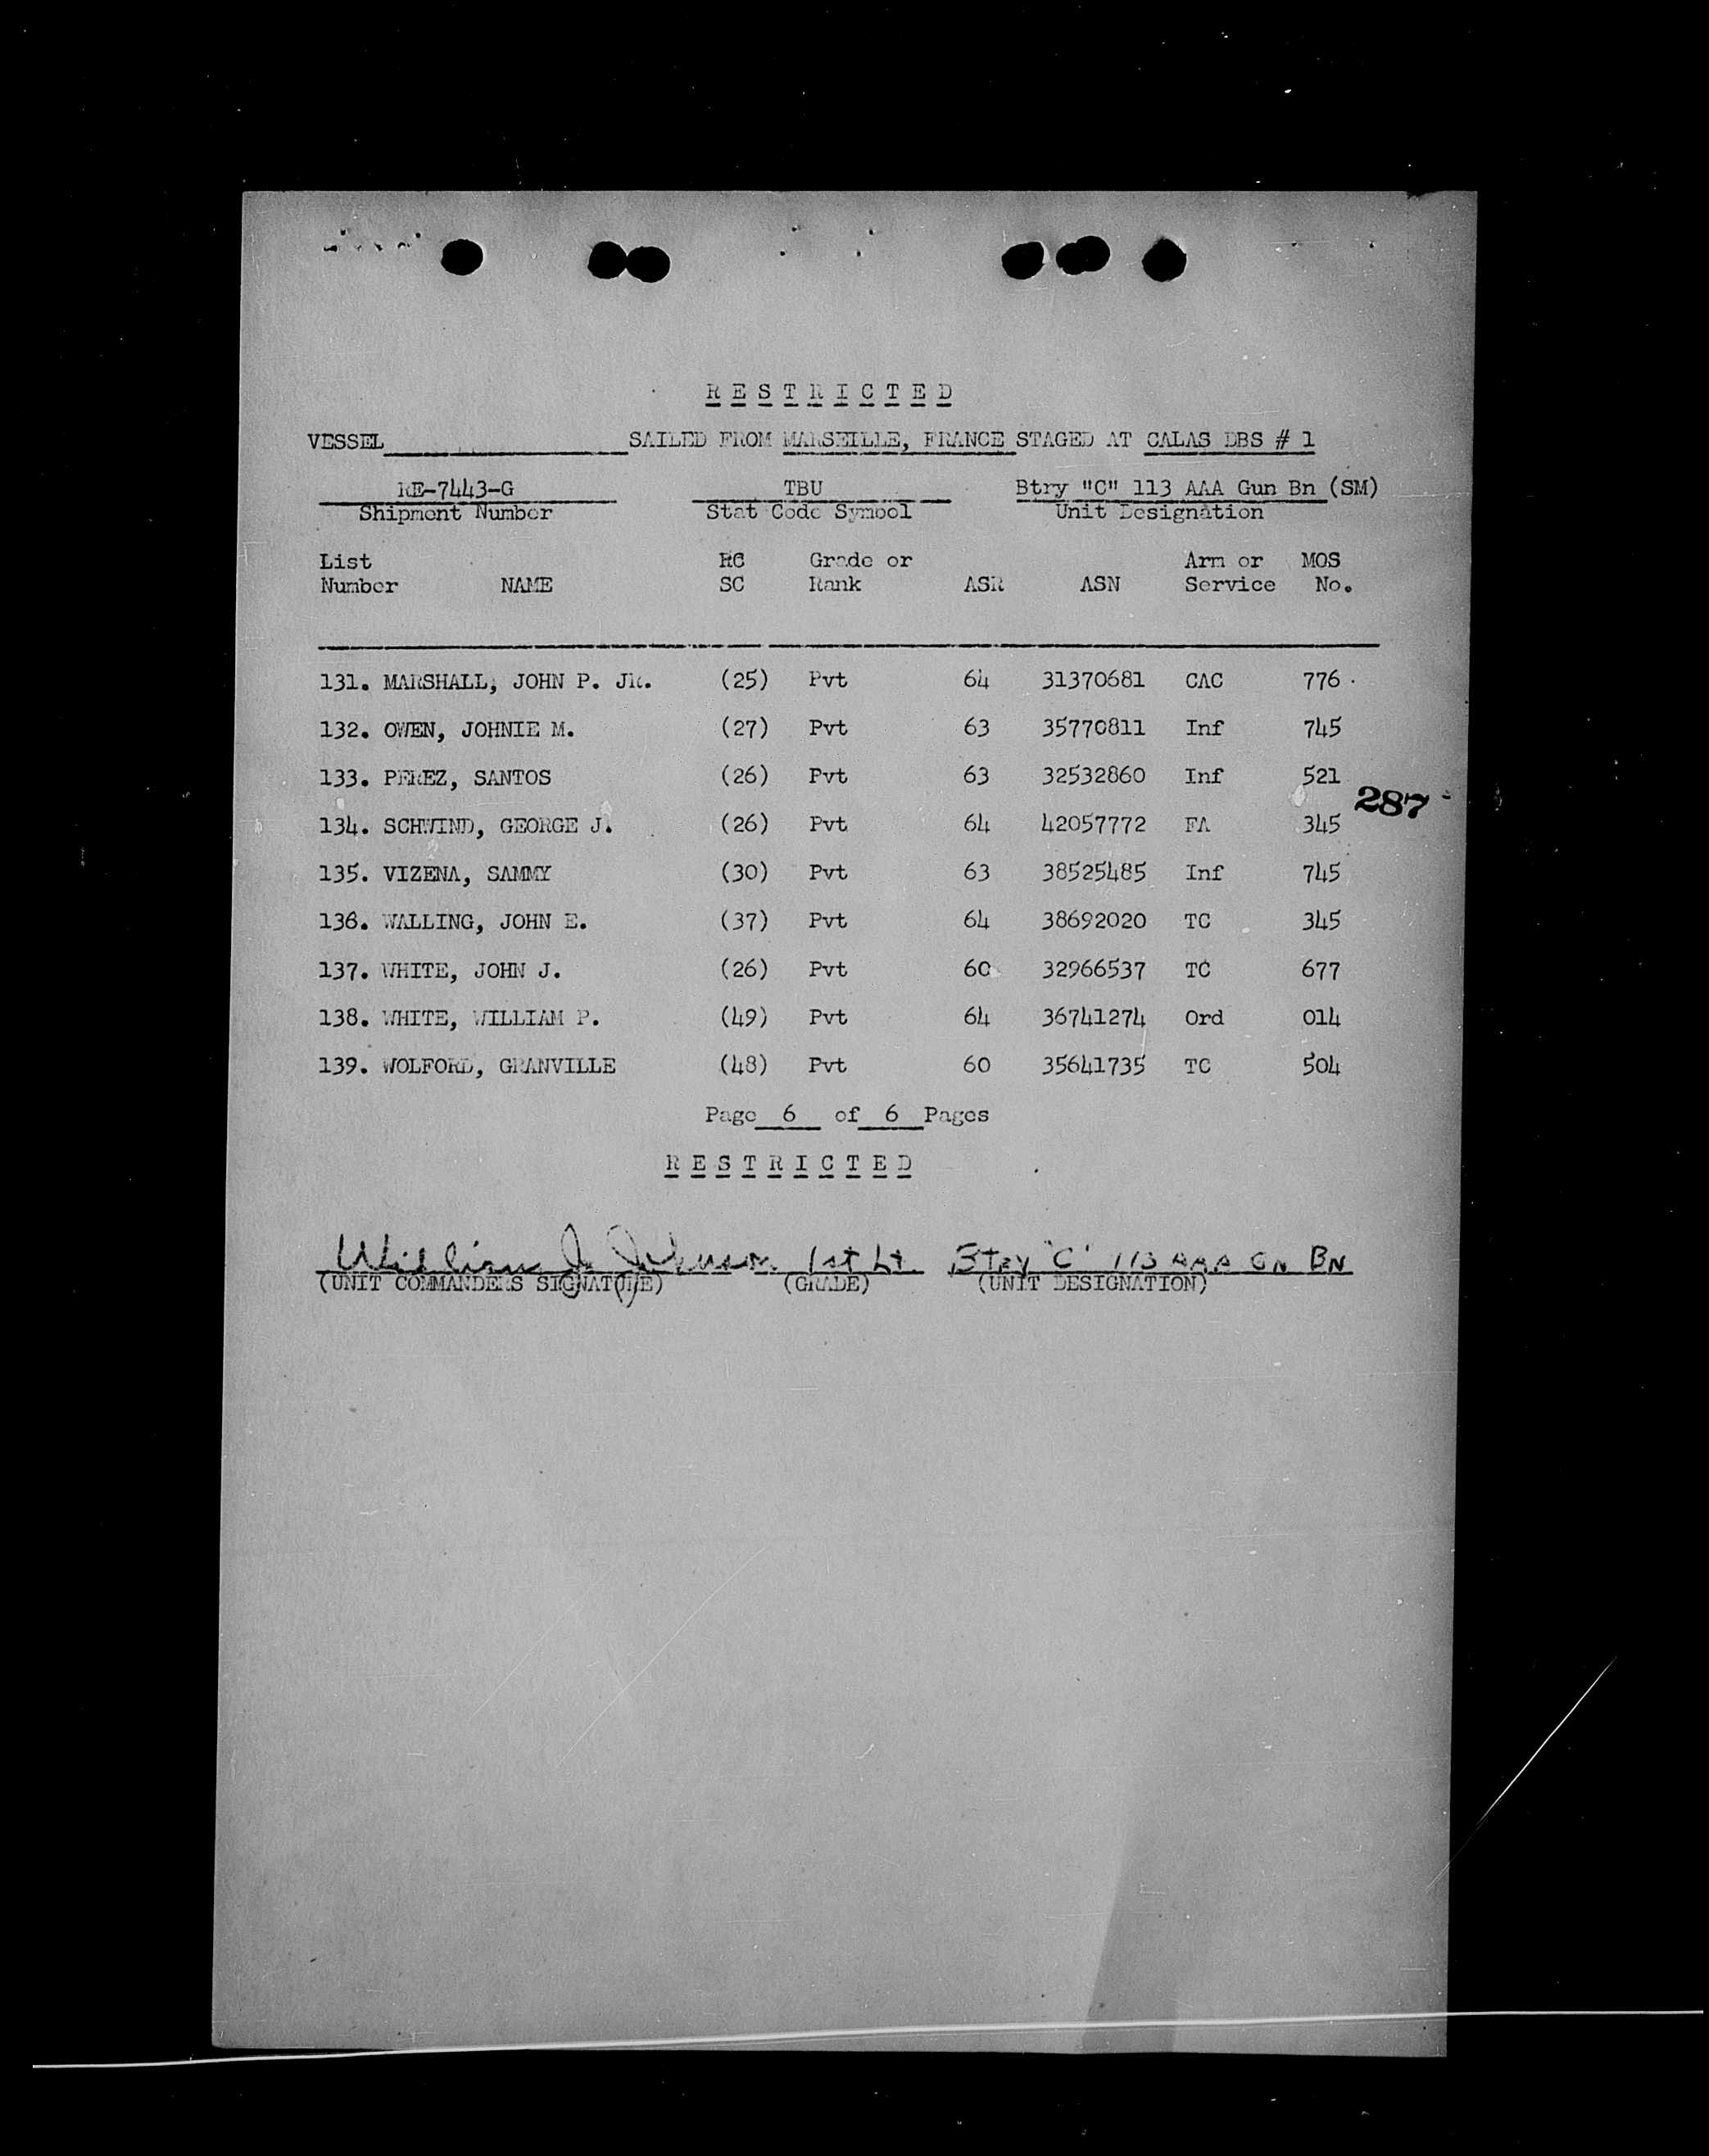 RESTRICTED
VESSEL SAILED FROM MARSEILLE, FRANCE STAGED AT CALAS DBS # 1
RE-7443-G TBU Btry "C" 113 AAA Gun Bn (SM)
Shipment Number Stat Code Symbol Unit Designation
List RC Grade or Arm or MOS
Number NAME SC Rank ASR ASN Service No.
131. MARSHALL, JOHN P. JR. (25) Pvt 64 31370681 CAC 776
132. OWEN, JOHNIE M. (27) Pvt 63 35770811 Inf 745
133. PEREZ, SANTOS (26) Pvt 63 32532860 Inf 521
287
134. SCHWIND, GEORGE J. (26) Pvt 64 42057772 FA 345
135. VIZENA, SAMMY (30) Pvt 63 38525485 Inf 745
136. WALLING, JOHN E. (37) Pvt 64 38692020 TC 345
137. WHITE, JOHN J. (26) Pvt 60 32966537 TC 677
138. WHITE, WILLIAM P. (49) Pvt 64 36741274 Ord 014
139. WOLFORD, GRANVILLE (48) Pvt 60 35641735 TC 504
Page 6 of 6 Pages
RESTRICTED
William J. 1st Lt. Btry "C" 113 AAA GN BN
(UNIT COMMANDERS SIGNATURE) (GRADE) (UNIT DESIGNATION)